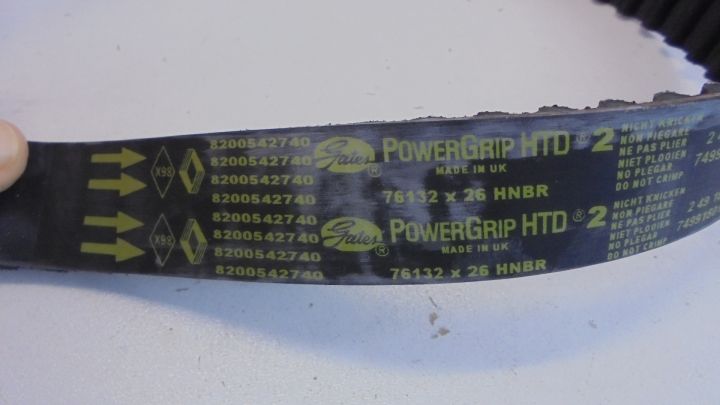 8200542740
8200542740
8200542740
8200542740
X98
Gates ® POWERGRIP HTD ® 2
MADE IN UK
76132 x 26 HNBR
NICHT KNICKEN
NON PIEGARE
NE PAS PLIER
NIET PLOOIEN
NO PLEGAR
DO NOT CRIMP
8200542740
8200542740
8200542740
8200542740
X98
Gates ® POWERGRIP HTD ® 2
MADE IN UK
76132 x 26 HNBR
NICHT KNICKEN
NON PIEGARE
NE PAS PLIER
NIET PLOOIEN
NO PLEGAR
DO NOT CRIMP